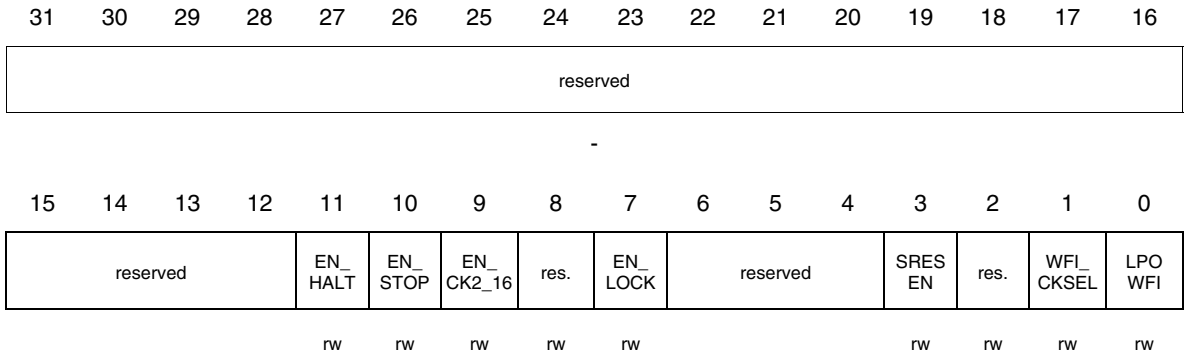 31 30 29 28 27 26 25 24 23 22 21 20 19 18 17 16
reserved
-
15 14 13 12 11 10 9 8 7 6 5 4 3 2 1 0
reserved EN_ HALT EN_ STOP EN_ CK2_16 res. EN_ LOCK reserved SRES EN res. WFI_ CKSEL LPO WFI
rw rw rw rw rw rw rw rw rw